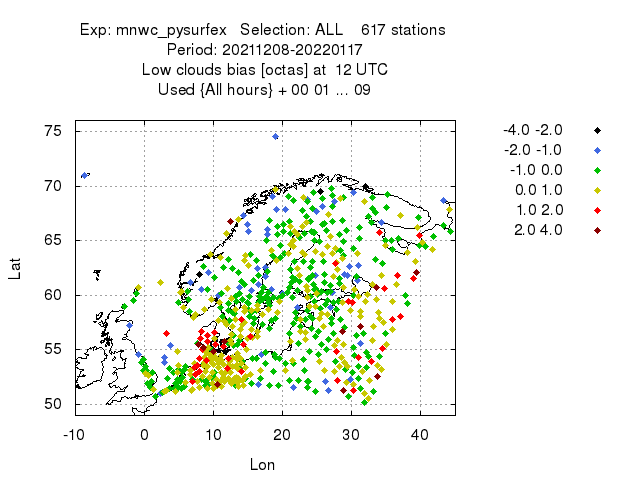 Exp: mnwc_pysurfex   Selection: ALL    617 stations
Period: 20211208-20220117
Low clouds bias [octas] at  12 UTC
Used {All hours} + 00 01 ... 09
75
70
65
60
55
50
Lat
-10 0 10 20 30 40
Lon
-4.0 -2.0
-2.0 -1.0
-1.0 0.0
0.0 1.0
1.0 2.0
2.0 4.0